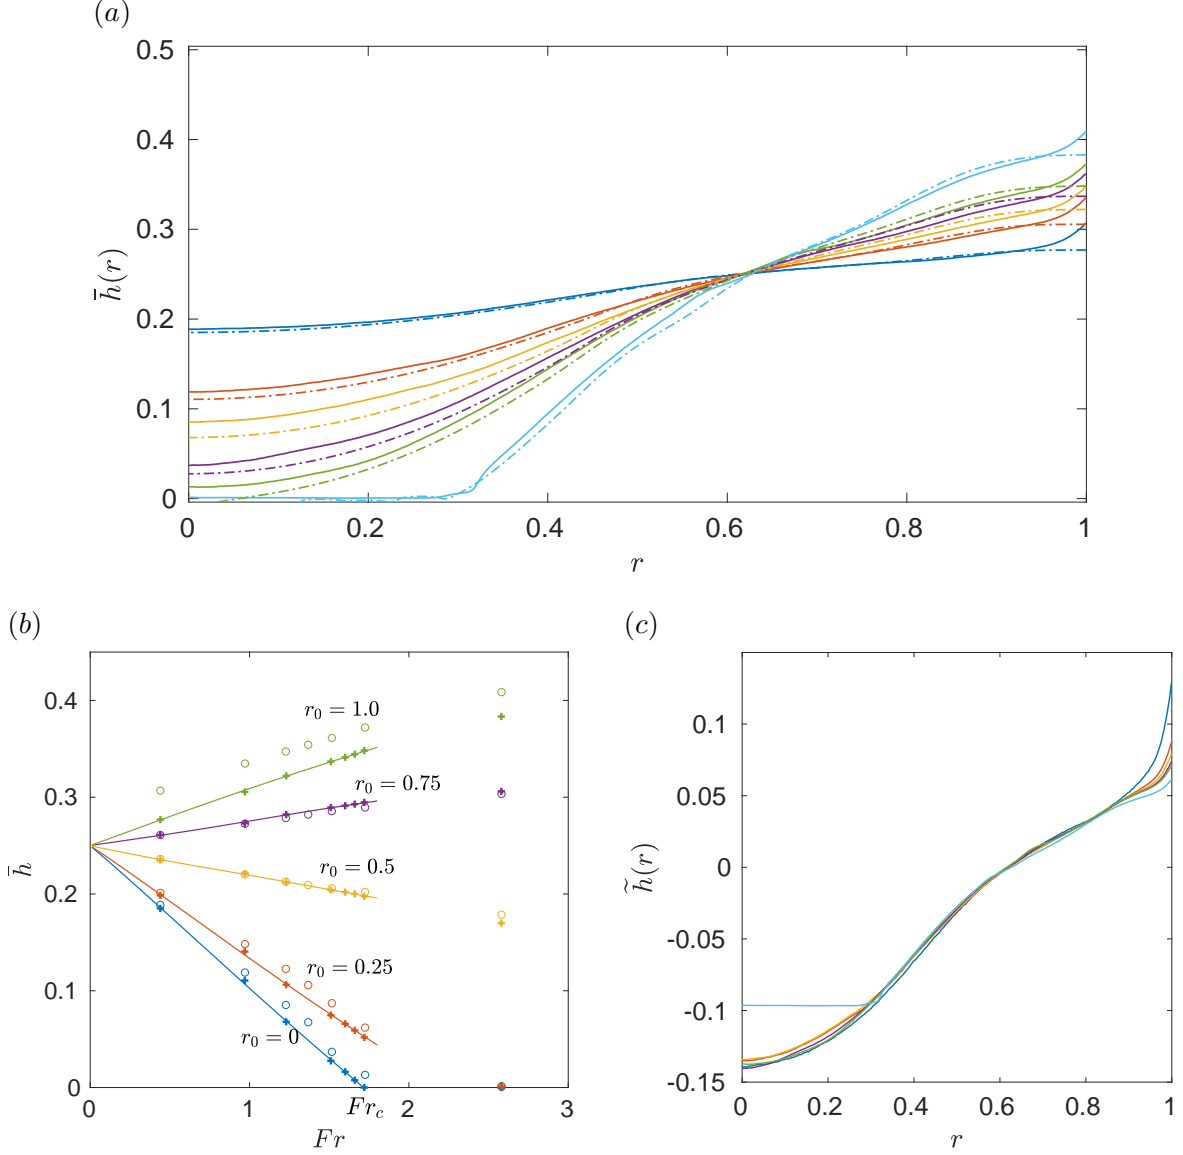 (a)
0.5
0.4
0.3
0.2
0.1
0
h̄(r)
0 0.2 0.4 0.6 0.8 1
r
(b)
0.4
0.3
0.2
0.1
0
h̄
r₀ = 1.0
r₀ = 0.75
r₀ = 0.5
r₀ = 0.25
r₀ = 0
0 1 Fr_c 2 3
Fr
(c)
0.1
0.05
0
-0.05
-0.1
-0.15
h̃(r)
0 0.2 0.4 0.6 0.8 1
r